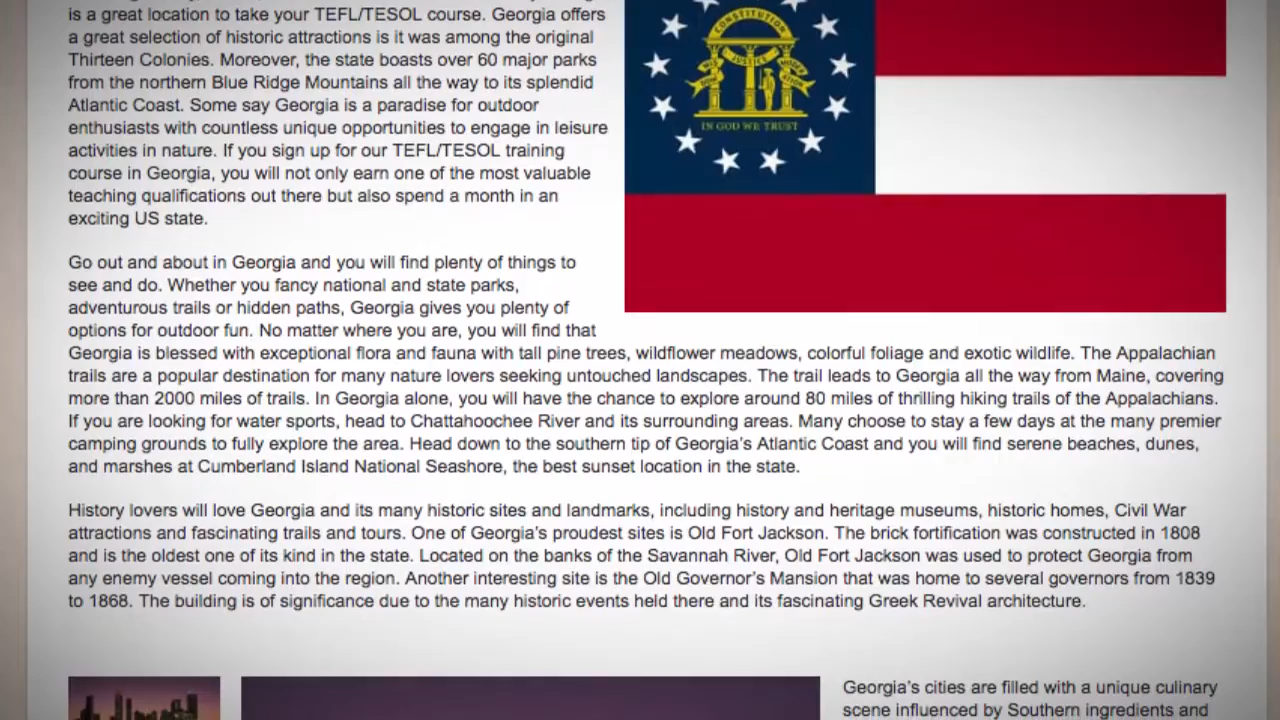 is a great location to take your TEFL/TESOL course. Georgia offers
a great selection of historic attractions is it was among the original
Thirteen Colonies. Moreover, the state boasts over 60 major parks
from the northern Blue Ridge Mountains all the way to its splendid
Atlantic Coast. Some say Georgia is a paradise for outdoor
enthusiasts with countless unique opportunities to engage in leisure
activities in nature. If you sign up for our TEFL/TESOL training
course in Georgia, you will not only earn one of the most valuable
teaching qualifications out there but also spend a month in an
exciting US state.
CONSTITUTION
JUSTICE
IN GOD WE TRUST
Go out and about in Georgia and you will find plenty of things to
see and do. Whether you fancy national and state parks,
adventurous trails or hidden paths, Georgia gives you plenty of
options for outdoor fun. No matter where you are, you will find that
Georgia is blessed with exceptional flora and fauna with tall pine trees, wildflower meadows, colorful foliage and exotic wildlife. The Appalachian
trails are a popular destination for many nature lovers seeking untouched landscapes. The trail leads to Georgia all the way from Maine, covering
more than 2000 miles of trails. In Georgia alone, you will have the chance to explore around 80 miles of thrilling hiking trails of the Appalachians.
If you are looking for water sports, head to Chattahoochee River and its surrounding areas. Many choose to stay a few days at the many premier
camping grounds to fully explore the area. Head down to the southern tip of Georgia's Atlantic Coast and you will find serene beaches, dunes,
and marshes at Cumberland Island National Seashore, the best sunset location in the state.
History lovers will love Georgia and its many historic sites and landmarks, including history and heritage museums, historic homes, Civil War
attractions and fascinating trails and tours. One of Georgia's proudest sites is Old Fort Jackson. The brick fortification was constructed in 1808
and is the oldest one of its kind in the state. Located on the banks of the Savannah River, Old Fort Jackson was used to protect Georgia from
any enemy vessel coming into the region. Another interesting site is the Old Governor's Mansion that was home to several governors from 1839
to 1868. The building is of significance due to the many historic events held there and its fascinating Greek Revival architecture.
Georgia's cities are filled with a unique culinary
scene influenced by Southern ingredients and